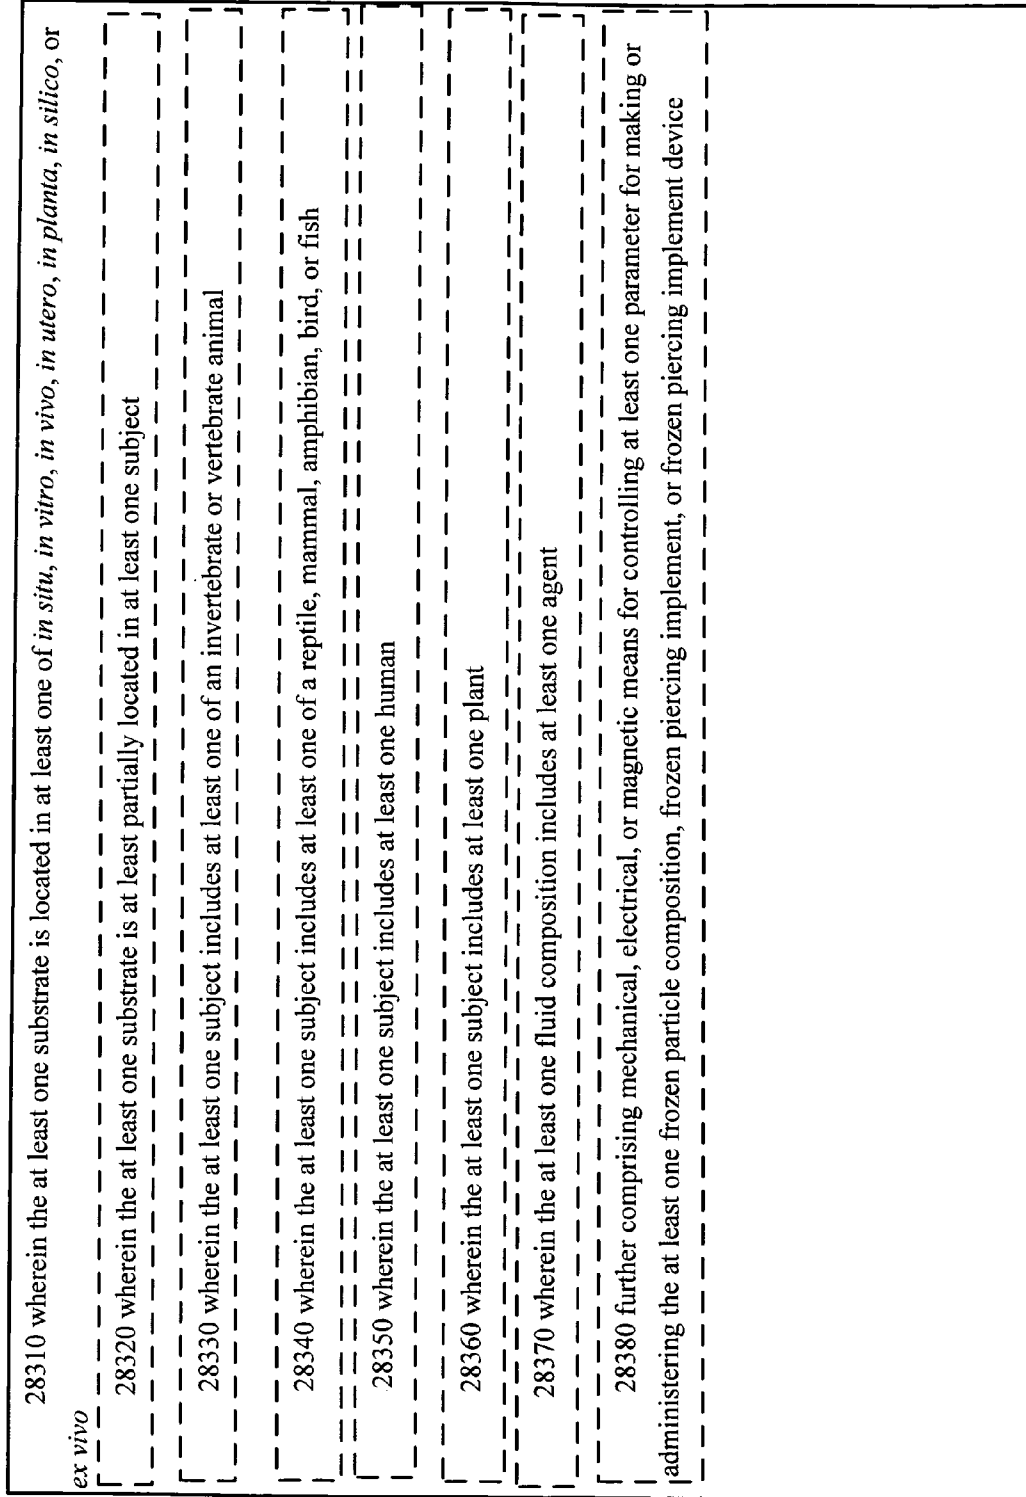 28310 wherein the at least one substrate is located in at least one of in situ, in vitro, in vivo, in utero, in planta, in silico, or
ex vivo
28320 wherein the at least one substrate is at least partially located in at least one subject
28330 wherein the at least one subject includes at least one of an invertebrate or vertebrate animal
28340 wherein the at least one subject includes at least one of a reptile, mammal, amphibian, bird, or fish
28350 wherein the at least one subject includes at least one human
28360 wherein the at least one subject includes at least one plant
28370 wherein the at least one fluid composition includes at least one agent
28380 further comprising mechanical, electrical, or magnetic means for controlling at least one parameter for making or
administering the at least one frozen particle composition, frozen piercing implement, or frozen piercing implement device